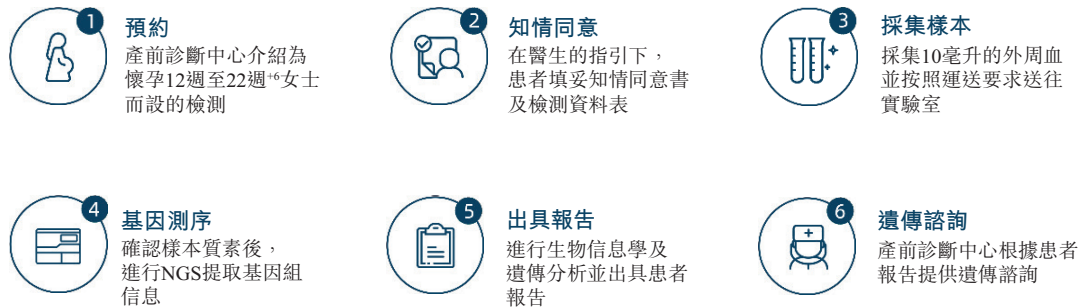 1
預約
產前診斷中心介紹為
懷孕12週至22週+6女士
而設的檢測
2
知情同意
在醫生的指引下，
患者填妥知情同意書
及檢測資料表
3
採集樣本
採集10毫升的外周血
並按照運送要求送往
實驗室
4
基因測序
確認樣本質素後，
進行NGS提取基因組
信息
5
出具報告
進行生物信息學及
遺傳分析並出具患者
報告
6
遺傳諮詢
產前診斷中心根據患者
報告提供遺傳諮詢